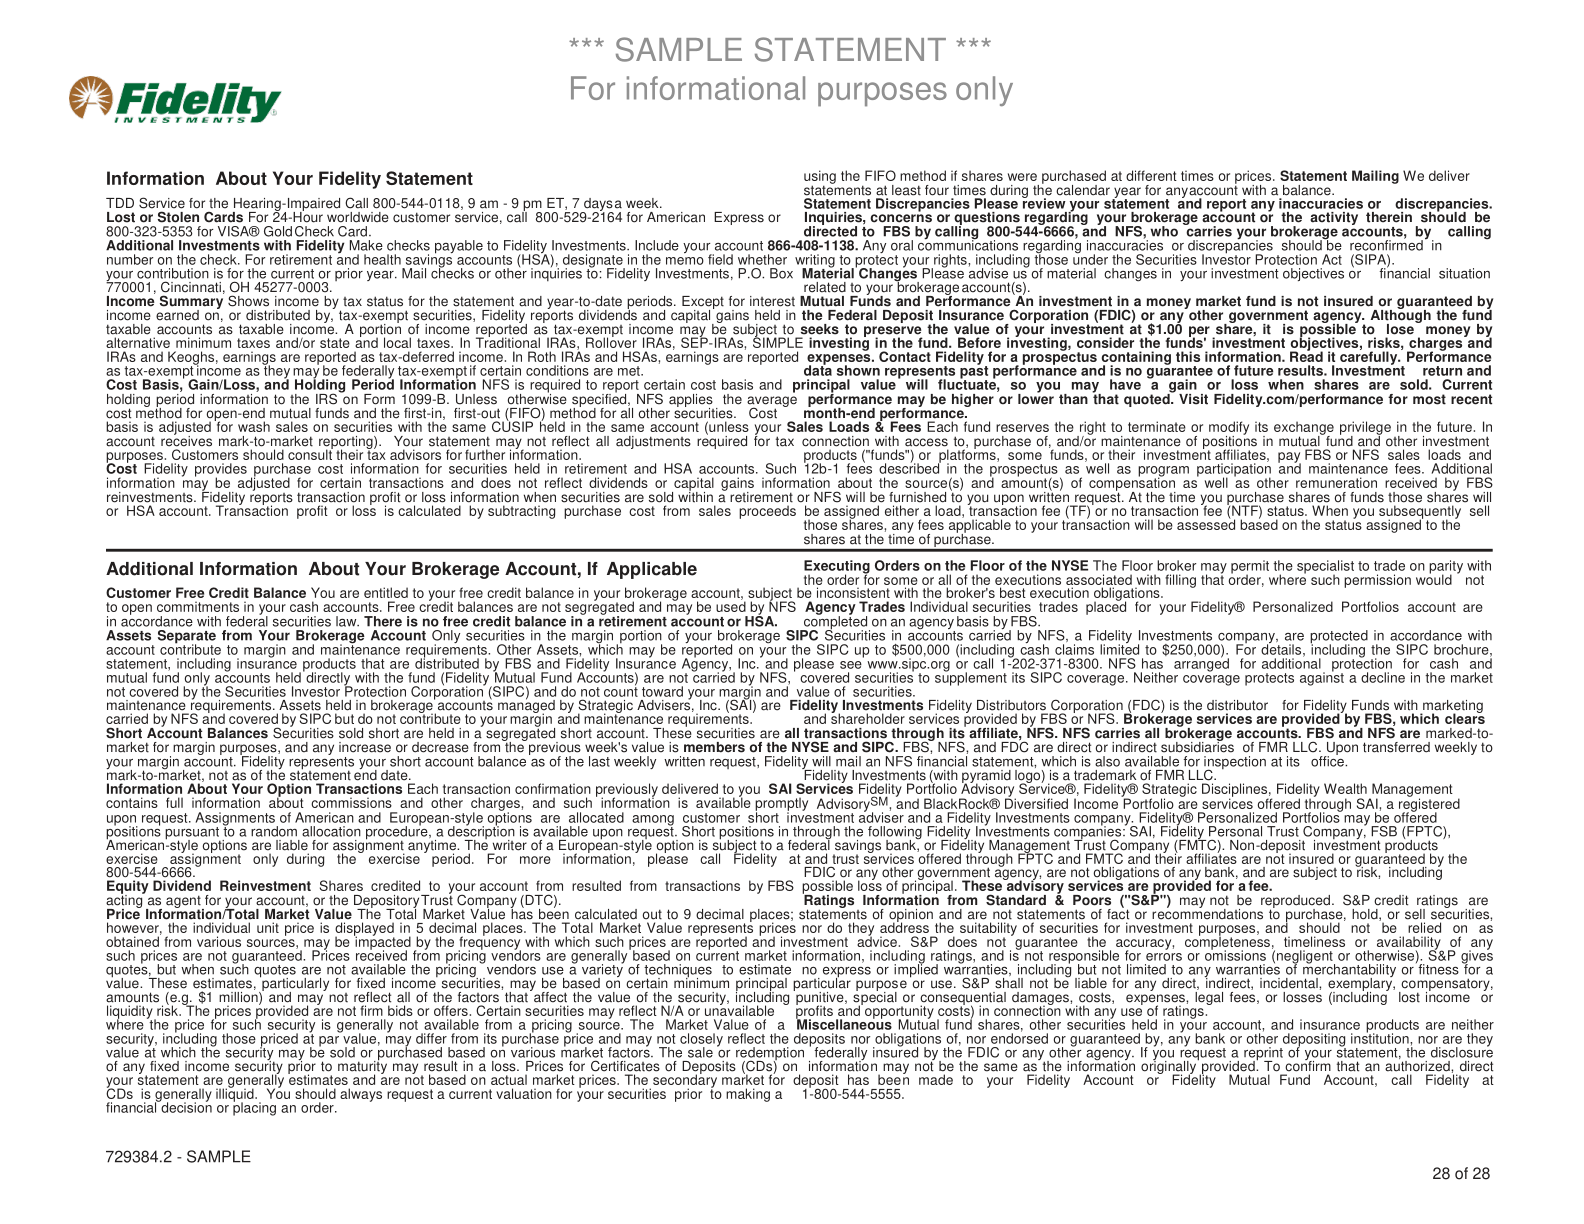 *** SAMPLE STATEMENT ***
For informational purposes only
Fidelity
INVESTMENTS
Information About Your Fidelity Statement
TDD Service for the Hearing-Impaired Call 800-544-0118, 9 am - 9 pm ET, 7 days a week.
Lost or Stolen Cards For 24-Hour worldwide customer service, call 800-529-2164 for American Express or
800-323-5353 for VISA® Gold Check Card.
Additional Investments with Fidelity Make checks payable to Fidelity Investments. Include your account
number on the check. For retirement and health savings accounts (HSA), designate in the memo field whether
your contribution is for the current or prior year. Mail checks or other inquiries to: Fidelity Investments, P.O. Box
770001, Cincinnati, OH 45277-0003.
Income Summary Shows income by tax status for the statement and year-to-date periods. Except for interest
income earned on, or distributed by, tax-exempt securities, Fidelity reports dividends and capital gains held in
taxable accounts as taxable income. A portion of income reported as tax-exempt income may be subject to
alternative minimum taxes and/or state and local taxes. In Traditional IRAs, Rollover IRAs, SEP-IRAs, SIMPLE
IRAs and Keoghs, earnings are reported as tax-deferred income. In Roth IRAs and HSAs, earnings are reported
as tax-exempt income as they may be federally tax-exempt if certain conditions are met.
Cost Basis, Gain/Loss, and Holding Period Information NFS is required to report certain cost basis and
holding period information to the IRS on Form 1099-B. Unless otherwise specified, NFS applies the average
cost method for open-end mutual funds and the first-in, first-out (FIFO) method for all other securities. Cost
basis is adjusted for wash sales on securities with the same CUSIP held in the same account (unless your
account receives mark-to-market reporting). Your statement may not reflect all adjustments required for tax
purposes. Customers should consult their tax advisors for further information.
Cost Fidelity provides purchase cost information for securities held in retirement and HSA accounts. Such
information may be adjusted for certain transactions and does not reflect dividends or capital gains
reinvestments. Fidelity reports transaction profit or loss information when securities are sold within a retirement
or HSA account. Transaction profit or loss is calculated by subtracting purchase cost from sales proceeds
using the FIFO method if shares were purchased at different times or prices. Statement Mailing We deliver
statements at least four times during the calendar year for any account with a balance.
Statement Discrepancies Please review your statement and report any inaccuracies or discrepancies.
Inquiries, concerns or questions regarding your brokerage account or the activity therein should be
directed to FBS by calling 800-544-6666, and NFS, who carries your brokerage accounts, by calling
866-408-1138. Any oral communications regarding inaccuracies or discrepancies should be reconfirmed in
writing to protect your rights, including those under the Securities Investor Protection Act (SIPA).
Material Changes Please advise us of material changes in your investment objectives or financial situation
related to your brokerage account(s).
Mutual Funds and Performance An investment in a money market fund is not insured or guaranteed by
the Federal Deposit Insurance Corporation (FDIC) or any other government agency. Although the fund
seeks to preserve the value of your investment at $1.00 per share, it is possible to lose money by
investing in the fund. Before investing, consider the funds' investment objectives, risks, charges and
expenses. Contact Fidelity for a prospectus containing this information. Read it carefully. Performance
data shown represents past performance and is no guarantee of future results. Investment return and
principal value will fluctuate, so you may have a gain or loss when shares are sold. Current
performance may be higher or lower than that quoted. Visit Fidelity.com/performance for most recent
month-end performance.
Sales Loads & Fees Each fund reserves the right to terminate or modify its exchange privilege in the future. In
connection with access to, purchase of, and/or maintenance of positions in mutual fund and other investment
products ("funds") or platforms, some funds, or their investment affiliates, pay FBS or NFS sales loads and
12b-1 fees described in the prospectus as well as program participation and maintenance fees. Additional
information about the source(s) and amount(s) of compensation as well as other remuneration received by FBS
or NFS will be furnished to you upon written request. At the time you purchase shares of funds those shares will
be assigned either a load, transaction fee (TF) or no transaction fee (NTF) status. When you subsequently sell
those shares, any fees applicable to your transaction will be assessed based on the status assigned to the
shares at the time of purchase.
Additional Information About Your Brokerage Account, If Applicable
Customer Free Credit Balance You are entitled to your free credit balance in your brokerage account, subject
to open commitments in your cash accounts. Free credit balances are not segregated and may be used by NFS
in accordance with federal securities law. There is no free credit balance in a retirement account or HSA.
Assets Separate from Your Brokerage Account Only securities in the margin portion of your brokerage
account contribute to margin and maintenance requirements. Other Assets, which may be reported on your
statement, including insurance products that are distributed by FBS and Fidelity Insurance Agency, Inc. and
mutual fund only accounts held directly with the fund (Fidelity Mutual Fund Accounts) are not carried by NFS,
not covered by the Securities Investor Protection Corporation (SIPC) and do not count toward your margin and
maintenance requirements. Assets held in brokerage accounts managed by Strategic Advisers, Inc. (SAI) are
carried by NFS and covered by SIPC but do not contribute to your margin and maintenance requirements.
Short Account Balances Securities sold short are held in a segregated short account. These securities are
marked-to-market for margin purposes, and any increase or decrease from the previous week's value is
transferred weekly to your margin account. Fidelity represents your short account balance as of the last weekly
mark-to-market, not as of the statement end date.
Information About Your Option Transactions Each transaction confirmation previously delivered to you
contains full information about commissions and other charges, and such information is available promptly
upon request. Assignments of American and European-style options are allocated among customer short
positions pursuant to a random allocation procedure, a description is available upon request. Short positions in
American-style options are liable for assignment anytime. The writer of a European-style option is subject to
exercise assignment only during the exercise period. For more information, please call Fidelity at
800-544-6666.
Equity Dividend Reinvestment Shares credited to your account from resulted from transactions by FBS
acting as agent for your account, or the Depository Trust Company (DTC).
Price Information/Total Market Value The Total Market Value has been calculated out to 9 decimal places;
however, the individual unit price is displayed in 5 decimal places. The Total Market Value represents prices
obtained from various sources, may be impacted by the frequency with which such prices are reported and
such prices are not guaranteed. Prices received from pricing vendors are generally based on current market
quotes, but when such quotes are not available the pricing vendors use a variety of techniques to estimate
value. These estimates, particularly for fixed income securities, may be based on certain minimum principal
amounts (e.g. $1 million) and may not reflect all of the factors that affect the value of the security, including
liquidity risk. The prices provided are not firm bids or offers. Certain securities may reflect N/A or unavailable
where the price for such security is generally not available from a pricing source. The Market Value of a
security, including those priced at par value, may differ from its purchase price and may not closely reflect the
value at which the security may be sold or purchased based on various market factors. The sale or redemption
of any fixed income security prior to maturity may result in a loss. Prices for Certificates of Deposits (CDs) on
your statement are generally estimates and are not based on actual market prices. The secondary market for
CDs is generally illiquid. You should always request a current valuation for your securities prior to making a
financial decision or placing an order.
Executing Orders on the Floor of the NYSE The Floor broker may permit the specialist to trade on parity with
the order for some or all of the executions associated with filling that order, where such permission would not
be inconsistent with the broker's best execution obligations.
Agency Trades Individual securities trades placed for your Fidelity® Personalized Portfolios account are
completed on an agency basis by FBS.
SIPC Securities in accounts carried by NFS, a Fidelity Investments company, are protected in accordance with
the SIPC up to $500,000 (including cash claims limited to $250,000). For details, including the SIPC brochure,
please see www.sipc.org or call 1-202-371-8300. NFS has arranged for additional protection for cash and
covered securities to supplement its SIPC coverage. Neither coverage protects against a decline in the market
value of securities.
Fidelity Investments Fidelity Distributors Corporation (FDC) is the distributor for Fidelity Funds with marketing
and shareholder services provided by FBS or NFS. Brokerage services are provided by FBS, which clears
all transactions through its affiliate, NFS. NFS carries all brokerage accounts. FBS and NFS are
members of the NYSE and SIPC. FBS, NFS, and FDC are direct or indirect subsidiaries of FMR LLC. Upon
written request, Fidelity will mail an NFS financial statement, which is also available for inspection at its office.
Fidelity Investments (with pyramid logo) is a trademark of FMR LLC.
SAI Services Fidelity Portfolio Advisory Service®, Fidelity® Strategic Disciplines, Fidelity Wealth Management
Advisory℠, and BlackRock® Diversified Income Portfolio are services offered through SAI, a registered
investment adviser and a Fidelity Investments company. Fidelity® Personalized Portfolios may be offered
through the following Fidelity Investments companies: SAI, Fidelity Personal Trust Company, FSB (FPTC),
a federal savings bank, or Fidelity Management Trust Company (FMTC). Non-deposit investment products
and trust services offered through FPTC and FMTC and their affiliates are not insured or guaranteed by the
FDIC or any other government agency, are not obligations of any bank, and are subject to risk, including
possible loss of principal. These advisory services are provided for a fee.
Ratings Information from Standard & Poors ("S&P") may not be reproduced. S&P credit ratings are
statements of opinion and are not statements of fact or recommendations to purchase, hold, or sell securities,
nor do they address the suitability of securities for investment purposes, and should not be relied on as
investment advice. S&P does not guarantee the accuracy, completeness, timeliness or availability of any
information, including ratings, and is not responsible for errors or omissions (negligent or otherwise). S&P gives
no express or implied warranties, including but not limited to any warranties of merchantability or fitness for a
particular purpose or use. S&P shall not be liable for any direct, indirect, incidental, exemplary, compensatory,
punitive, special or consequential damages, costs, expenses, legal fees, or losses (including lost income or
profits and opportunity costs) in connection with any use of ratings.
Miscellaneous Mutual fund shares, other securities held in your account, and insurance products are neither
deposits nor obligations of, nor endorsed or guaranteed by, any bank or other depositing institution, nor are they
federally insured by the FDIC or any other agency. If you request a reprint of your statement, the disclosure
information may not be the same as the information originally provided. To confirm that an authorized, direct
deposit has been made to your Fidelity Account or Fidelity Mutual Fund Account, call Fidelity at
1-800-544-5555.
729384.2 - SAMPLE
28 of 28